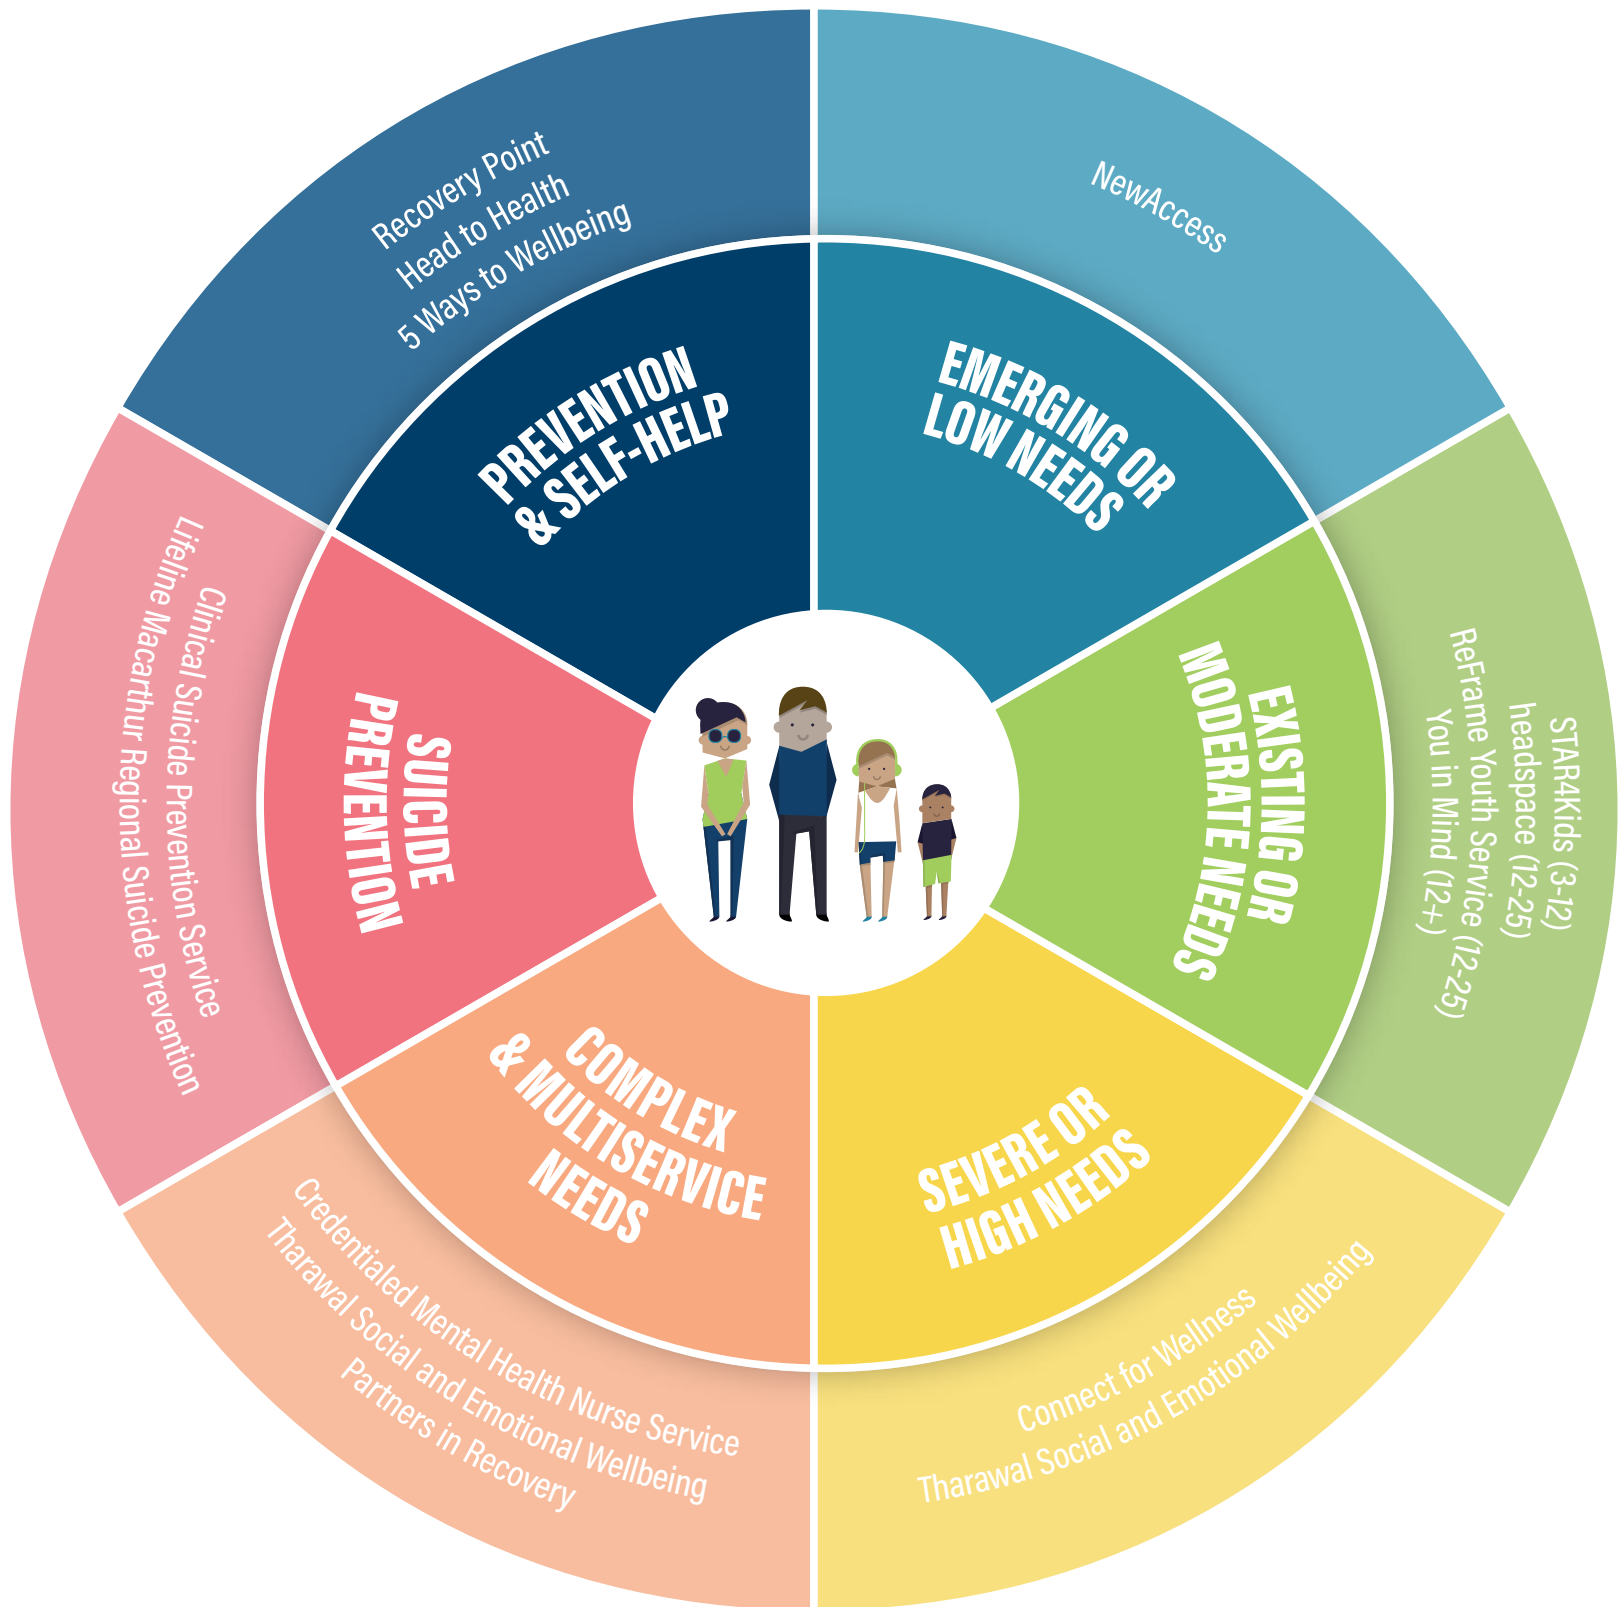 Recovery Point
Head to Health
5 Ways to Wellbeing
PREVENTION
& SELF-HELP
NewAccess
EMERGING OR
LOW NEEDS
STAR4Kids (3-12)
headspace (12-25)
ReFrame Youth Service (12-25)
You in Mind (12+)
EXISTING OR
MODERATE NEEDS
SEVERE OR
HIGH NEEDS
Connect for Wellness
Tharawal Social and Emotional Wellbeing
COMPLEX
& MULTISERVICE
NEEDS
Credentialed Mental Health Nurse Service
Tharawal Social and Emotional Wellbeing
Partners in Recovery
SUICIDE
PREVENTION
Clinical Suicide Prevention Service
Lifeline Macarthur Regional Suicide Prevention